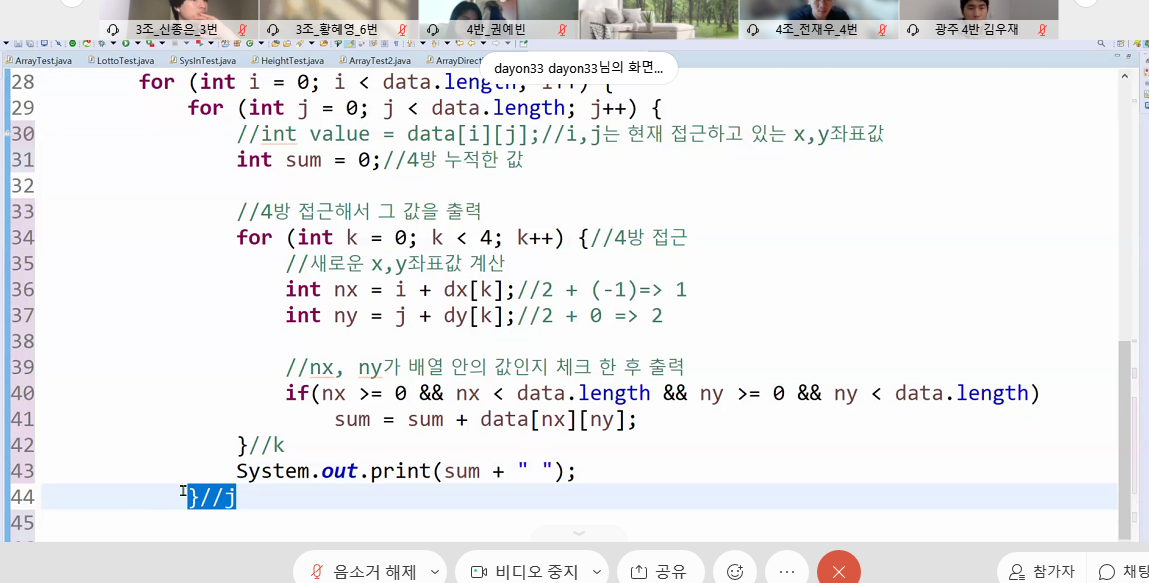 3조_신종은_3번
3조_황혜영_6번
4반_권예빈
4조_전재우_4번
광주 4반 김우재
ArrayTest.java LottoTest.java SysInTest.java HeightTest.java ArrayTest2.java ArrayDirect
dayon33 dayon33님의 화면...
28 for (int i = 0; i < data.length; i++) {
29 for (int j = 0; j < data.length; j++) {
30 //int value = data[i][j];//i,j는 현재 접근하고 있는 x,y좌표값
31 int sum = 0;//4방 누적한 값
32
33 //4방 접근해서 그 값을 출력
34 for (int k = 0; k < 4; k++) {//4방 접근
35 //새로운 x,y좌표값 계산
36 int nx = i + dx[k];//2 + (-1)=> 1
37 int ny = j + dy[k];//2 + 0 => 2
38
39 //nx, ny가 배열 안의 값인지 체크 한 후 출력
40 if(nx >= 0 && nx < data.length && ny >= 0 && ny < data.length)
41 sum = sum + data[nx][ny];
42 }//k
43 System.out.print(sum + " ");
44 }//j
45
음소거 해제
비디오 중지
공유
참가자
채팅